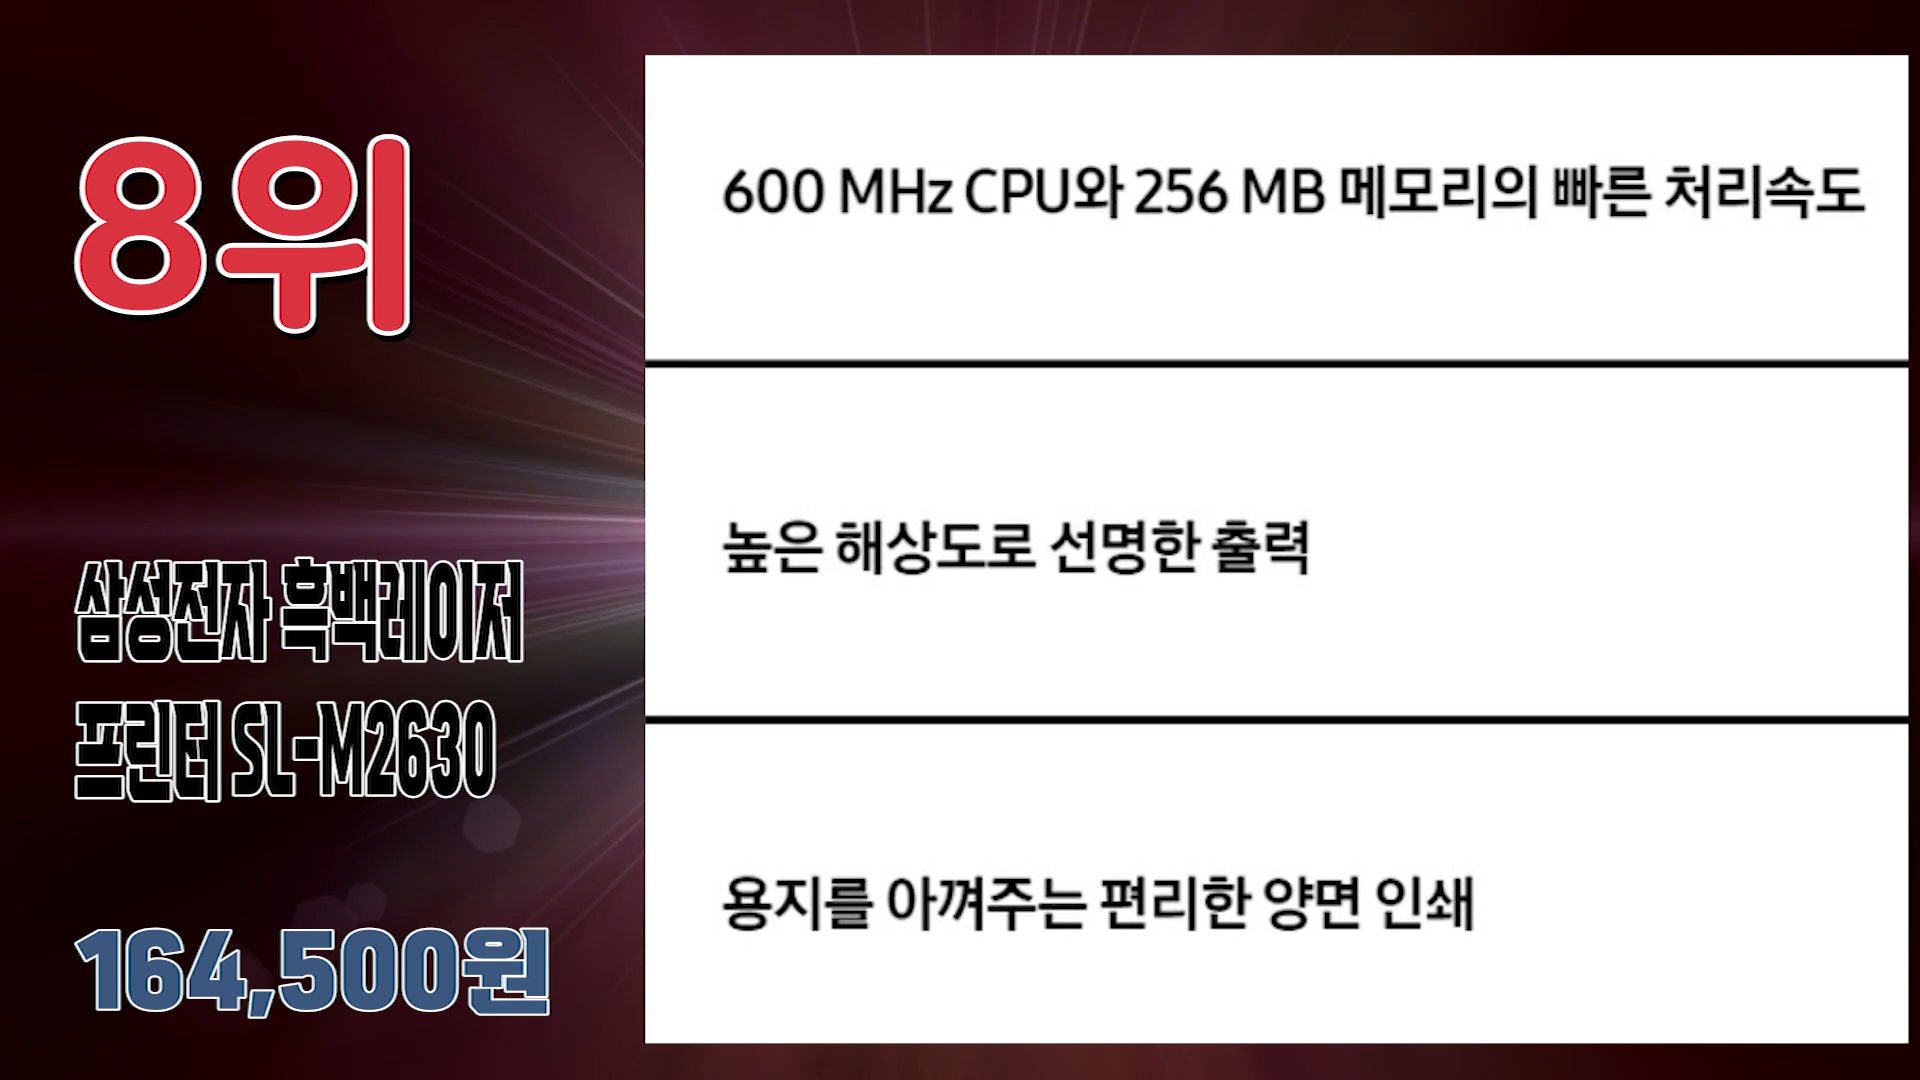 8위
삼성전자 흑백레이저
프린터 SL-M2630
164,500원
600 MHz CPU와 256 MB 메모리의 빠른 처리속도
높은 해상도로 선명한 출력
용지를 아껴주는 편리한 양면 인쇄